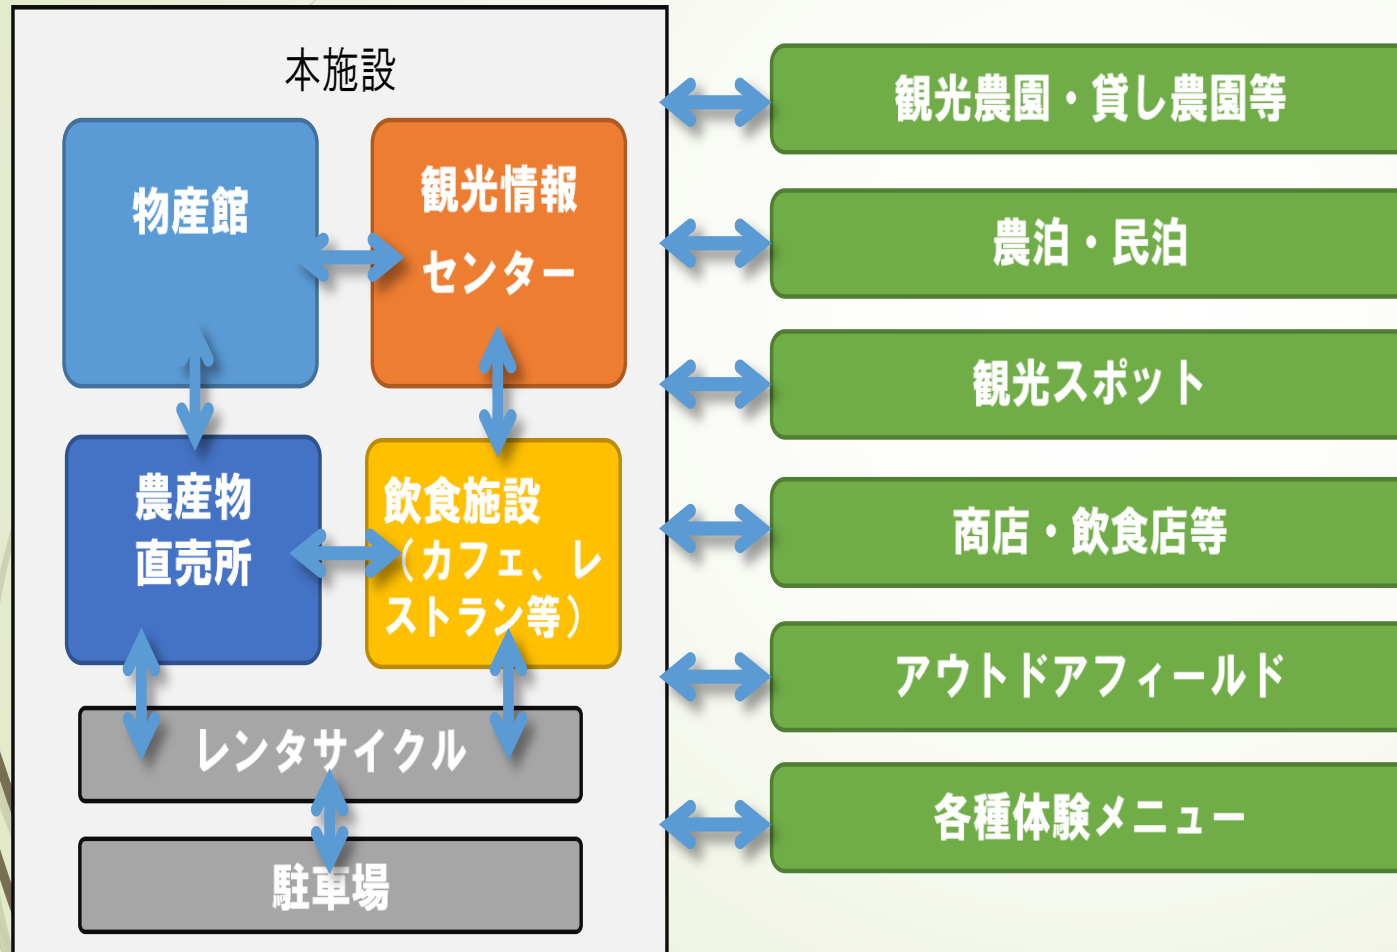 本施設
物産館
観光情報
センター
農産物
直売所
飲食施設
（カフェ、レ
ストラン等）
レンタサイクル
駐車場
観光農園・貸し農園等
農泊・民泊
観光スポット
商店・飲食店等
アウトドアフィールド
各種体験メニュー